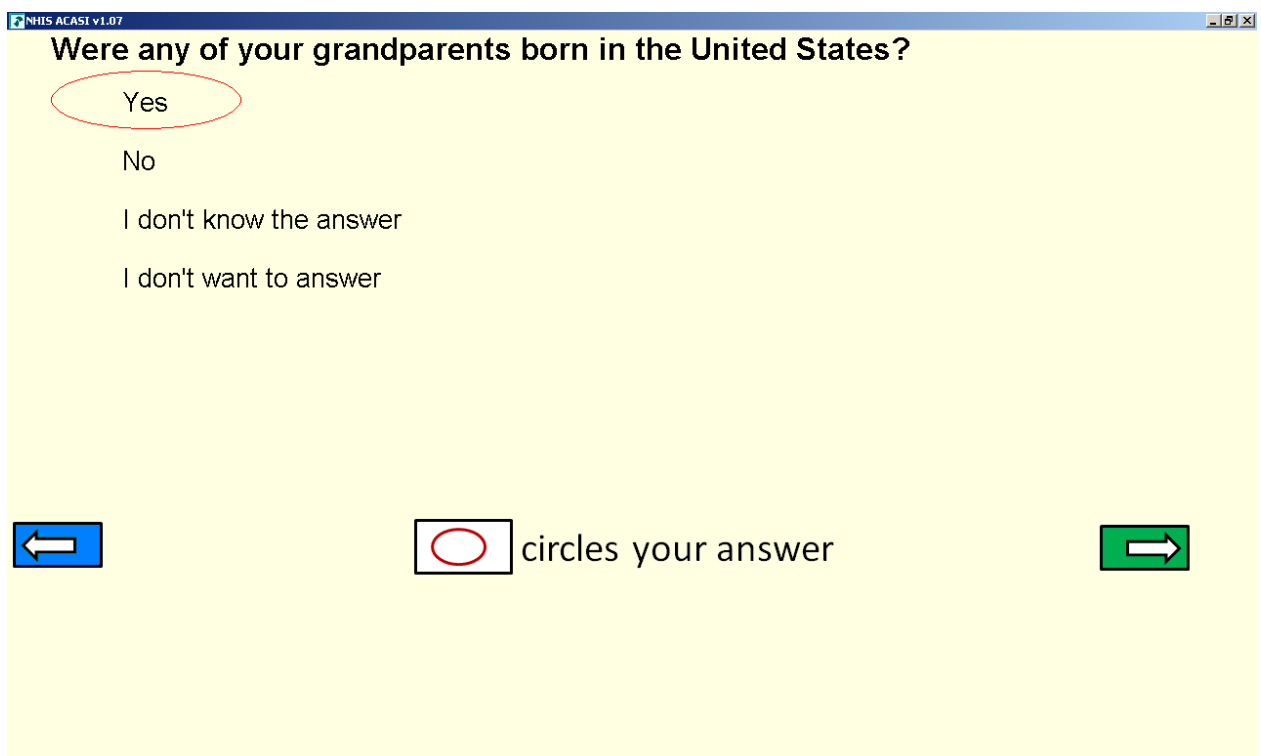 NHIS ACASI v1.07
Were any of your grandparents born in the United States?
Yes
No
I don't know the answer
I don't want to answer
circles your answer